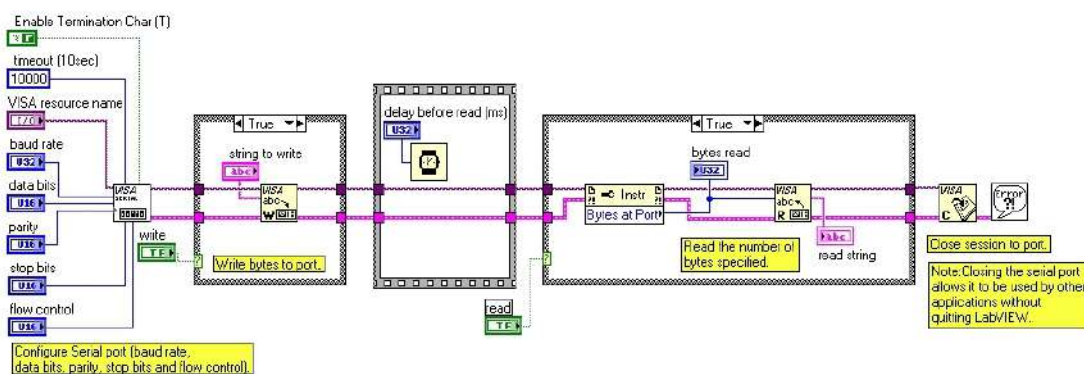 Enable Termination Char (T)
timeout (10sec)
10000
VISA resource name
I/O
baud rate
U32
data bits
U16
parity
U16
stop bits
U16
flow control
U16
Configure Serial port (baud rate,
data bits, parity, stop bits and flow control).
VISA
SERIAL
write
TF
True
string to write
abc
VISA
abc
W
Write bytes to port.
delay before read (ms)
U32
read
TF
True
bytes read
U32
Instr
Bytes at Port
VISA
abc
R
abc
read string
Read the number of
bytes specified.
VISA
C
Error
?!
Close session to port.
Note:Closing the serial port
allows it to be used by other
applications without
quitting LabVIEW.